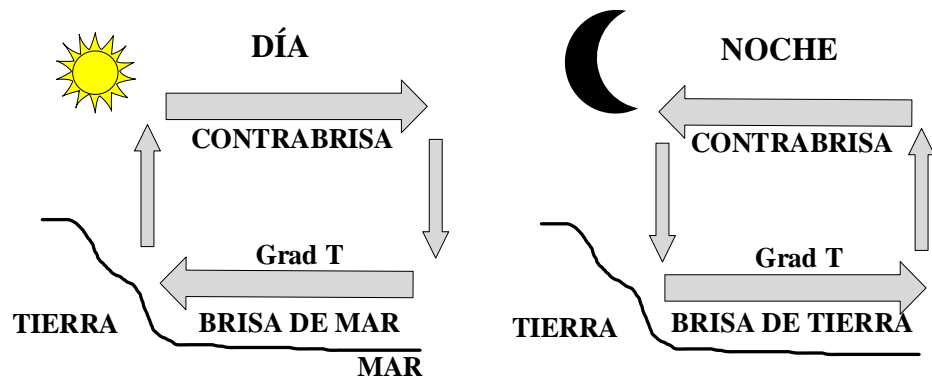 DÍA
CONTRABRISA
Grad T
TIERRA
BRISA DE MAR
MAR
NOCHE
CONTRABRISA
Grad T
TIERRA
BRISA DE TIERRA